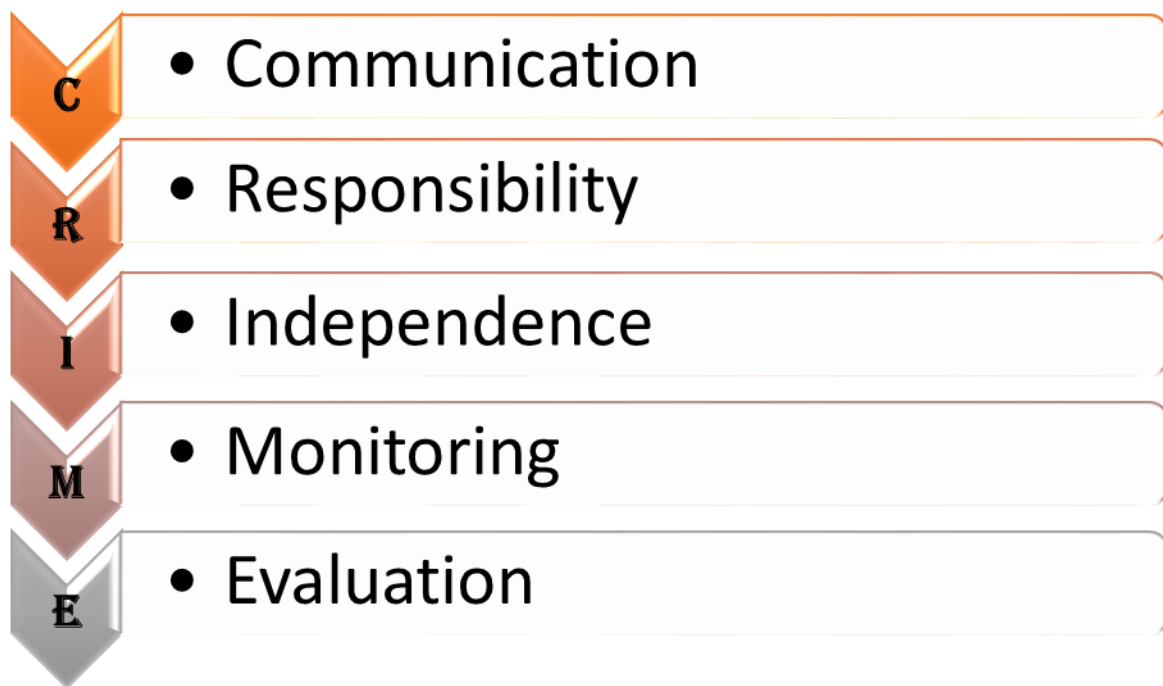 C • Communication
R • Responsibility
I • Independence
M • Monitoring
E • Evaluation